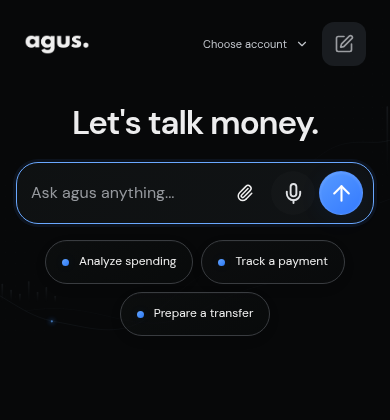 agus.
Choose account
Let's talk money.
Ask agus anything...
Analyze spending
Track a payment
Prepare a transfer